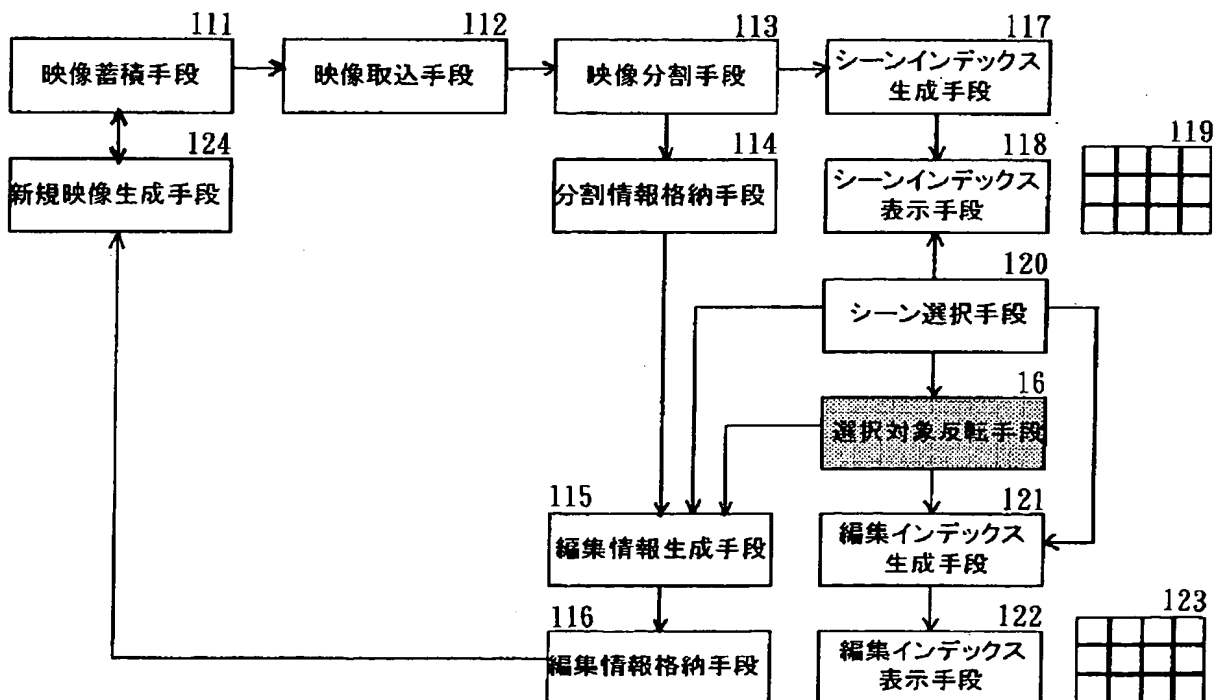 111
映像蓄積手段
112
映像取込手段
113
映像分割手段
117
シーンインデックス
生成手段
124
新規映像生成手段
114
分割情報格納手段
118
シーンインデックス
表示手段
119
120
シーン選択手段
16
選択対象反転手段
115
編集情報生成手段
121
編集インデックス
生成手段
116
編集情報格納手段
122
編集インデックス
表示手段
123